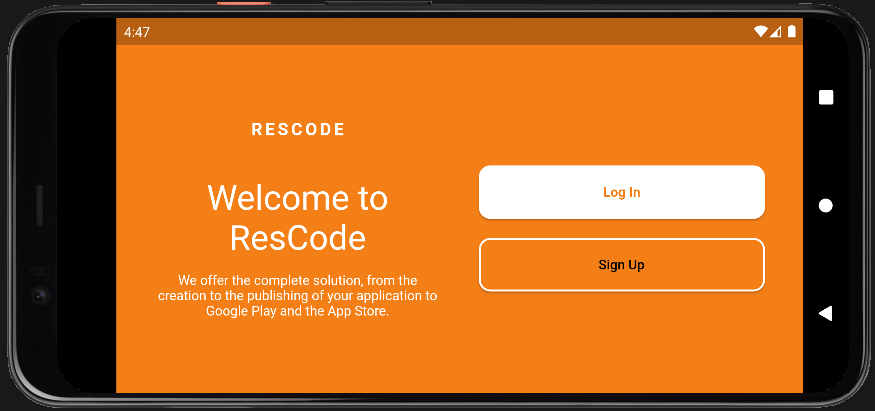 4:47
RESCODE
Welcome to
ResCode
We offer the complete solution, from the
creation to the publishing of your application to
Google Play and the App Store.
Log In
Sign Up